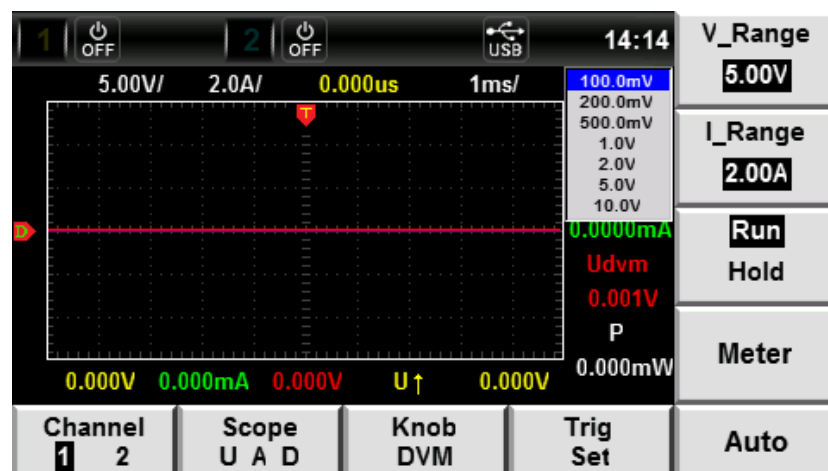 1 OFF 2 OFF USB 14:14
5.00V/ 2.0A/ 0.000us 1ms/
T
D
100.0mV
200.0mV
500.0mV
1.0V
2.0V
5.0V
10.0V
0.0000mA
Udvm
0.001V
P
0.000mW
0.000V 0.000mA 0.000V U↑ 0.000V
V_Range
5.00V
I_Range
2.00A
Run
Hold
Meter
Auto
Channel
1 2
Scope
U A D
Knob
DVM
Trig
Set